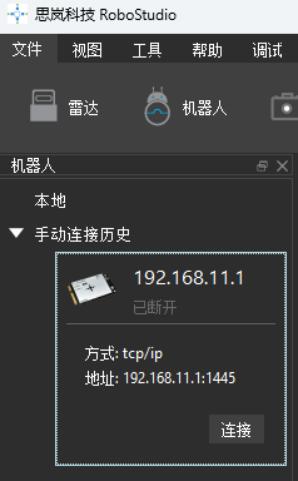 思岚科技 RoboStudio
文件 视图 工具 帮助 调试
雷达 机器人
机器人
本地
手动连接历史
192.168.11.1
已断开
方式: tcp/ip
地址: 192.168.11.1:1445
连接